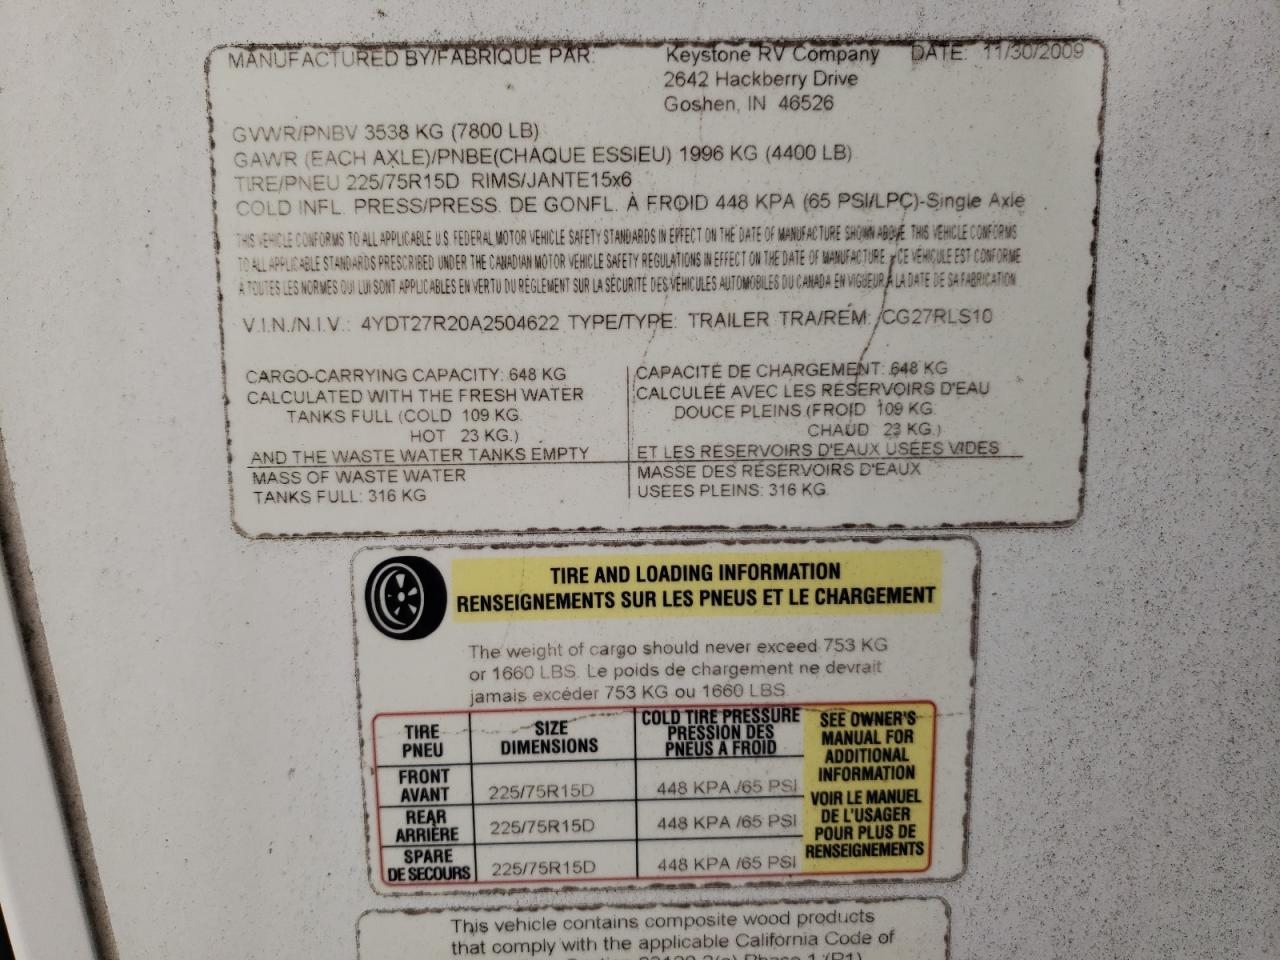 MANUFACTURED BY/FABRIQUE PAR: Keystone RV Company DATE: 11/30/2009
2642 Hackberry Drive
Goshen, IN 46526
GVWR/PNBV 3538 KG (7800 LB)
GAWR (EACH AXLE)/PNBE(CHAQUE ESSIEU) 1996 KG (4400 LB)
TIRE/PNEU 225/75R15D RIMS/JANTE15x6
COLD INFL. PRESS/PRESS. DE GONFL. À FROID 448 KPA (65 PSI/LPC)-Single Axle
THIS VEHICLE CONFORMS TO ALL APPLICABLE U.S. FEDERAL MOTOR VEHICLE SAFETY STANDARDS IN EFFECT ON THE DATE OF MANUFACTURE SHOWN ABOVE. THIS VEHICLE CONFORMS
TO ALL APPLICABLE STANDARDS PRESCRIBED UNDER THE CANADIAN MOTOR VEHICLE SAFETY REGULATIONS IN EFFECT ON THE DATE OF MANUFACTURE - CE VÉHICULE EST CONFORME
À TOUTES LES NORMES QUI LUI SONT APPLICABLES EN VERTU DU RÈGLEMENT SUR LA SÉCURITÉ DES VÉHICULES AUTOMOBILES DU CANADA EN VIGUEUR À LA DATE DE SA FABRICATION
V.I.N./N.I.V.: 4YDT27R20A2504622 TYPE/TYPE: TRAILER TRA/REM: CG27RLS10
CARGO-CARRYING CAPACITY: 648 KG
CALCULATED WITH THE FRESH WATER
TANKS FULL (COLD 109 KG.
HOT 23 KG.)
AND THE WASTE WATER TANKS EMPTY
MASS OF WASTE WATER
TANKS FULL: 316 KG
CAPACITÉ DE CHARGEMENT: 648 KG
CALCULÉE AVEC LES RÉSERVOIRS D'EAU
DOUCE PLEINS (FROID 109 KG.
CHAUD 23 KG.)
ET LES RÉSERVOIRS D'EAUX USÉES VIDES
MASSE DES RÉSERVOIRS D'EAUX
USÉES PLEINS: 316 KG.
TIRE AND LOADING INFORMATION
RENSEIGNEMENTS SUR LES PNEUS ET LE CHARGEMENT
The weight of cargo should never exceed 753 KG
or 1660 LBS. Le poids de chargement ne devrait
jamais excéder 753 KG ou 1660 LBS.
TIRE
PNEU
SIZE
DIMENSIONS
COLD TIRE PRESSURE
PRESSION DES
PNEUS A FROID
FRONT
AVANT
225/75R15D
448 KPA /65 PSI
REAR
ARRIÈRE
225/75R15D
448 KPA /65 PSI
SPARE
DE SECOURS
225/75R15D
448 KPA /65 PSI
SEE OWNER'S
MANUAL FOR
ADDITIONAL
INFORMATION
VOIR LE MANUEL
DE L'USAGER
POUR PLUS DE
RENSEIGNEMENTS
This vehicle contains composite wood products
that comply with the applicable California Code of